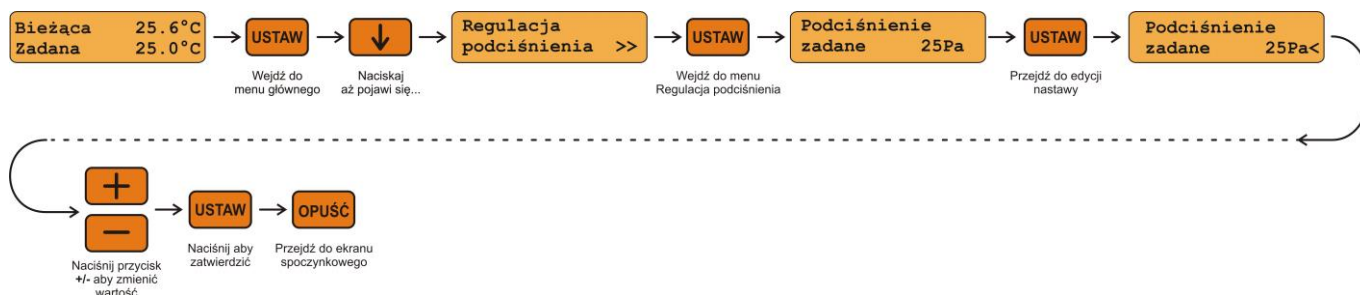 Bieżąca 25.6°C
Zadana 25.0°C
USTAW
Wejdź do
menu głównego
Naciskaj
aż pojawi się...
Regulacja
podciśnienia >>
USTAW
Wejdź do menu
Regulacja podciśnienia
Podciśnienie
zadane 25Pa
USTAW
Przejdź do edycji
nastawy
Podciśnienie
zadane 25Pa<
+
−
Naciśnij przycisk
+/- aby zmienić
wartość
USTAW
Naciśnij aby
zatwierdzić
OPUŚĆ
Przejdź do ekranu
spoczynkowego